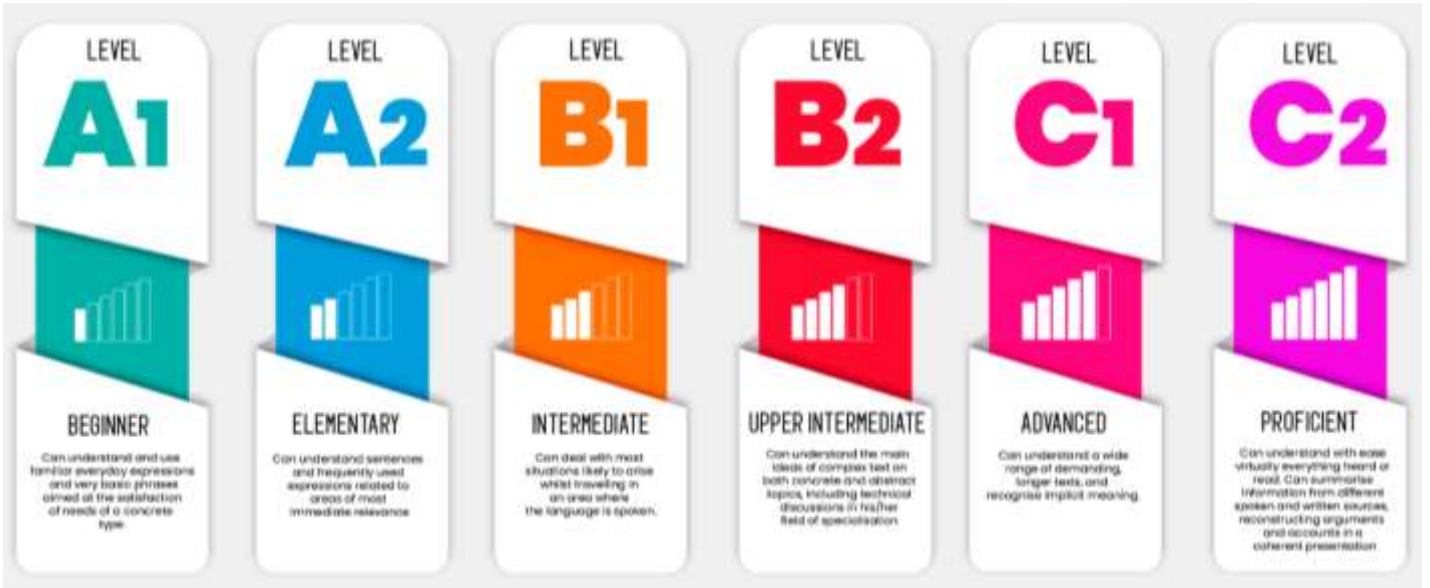 LEVEL
A1
BEGINNER
Can understand and use
familiar everyday expressions
and very basic phrases
aimed at the satisfaction
of needs of a concrete
type
LEVEL
A2
ELEMENTARY
Can understand sentences
and frequently used
expressions related to
areas of most
immediate relevance
LEVEL
B1
INTERMEDIATE
Can deal with most
situations likely to arise
whilst travelling in
an area where
the language is spoken.
LEVEL
B2
UPPER INTERMEDIATE
Can understand the main
ideas of complex text on
both concrete and abstract
topics, including technical
discussions in his/her
field of specialisation
LEVEL
C1
ADVANCED
Can understand a wide
range of demanding,
longer texts, and
recognise implicit meaning.
LEVEL
C2
PROFICIENT
Can understand with ease
virtually everything heard or
read. Can summarise
information from different
spoken and written sources,
reconstructing arguments
and accounts in a
coherent presentation